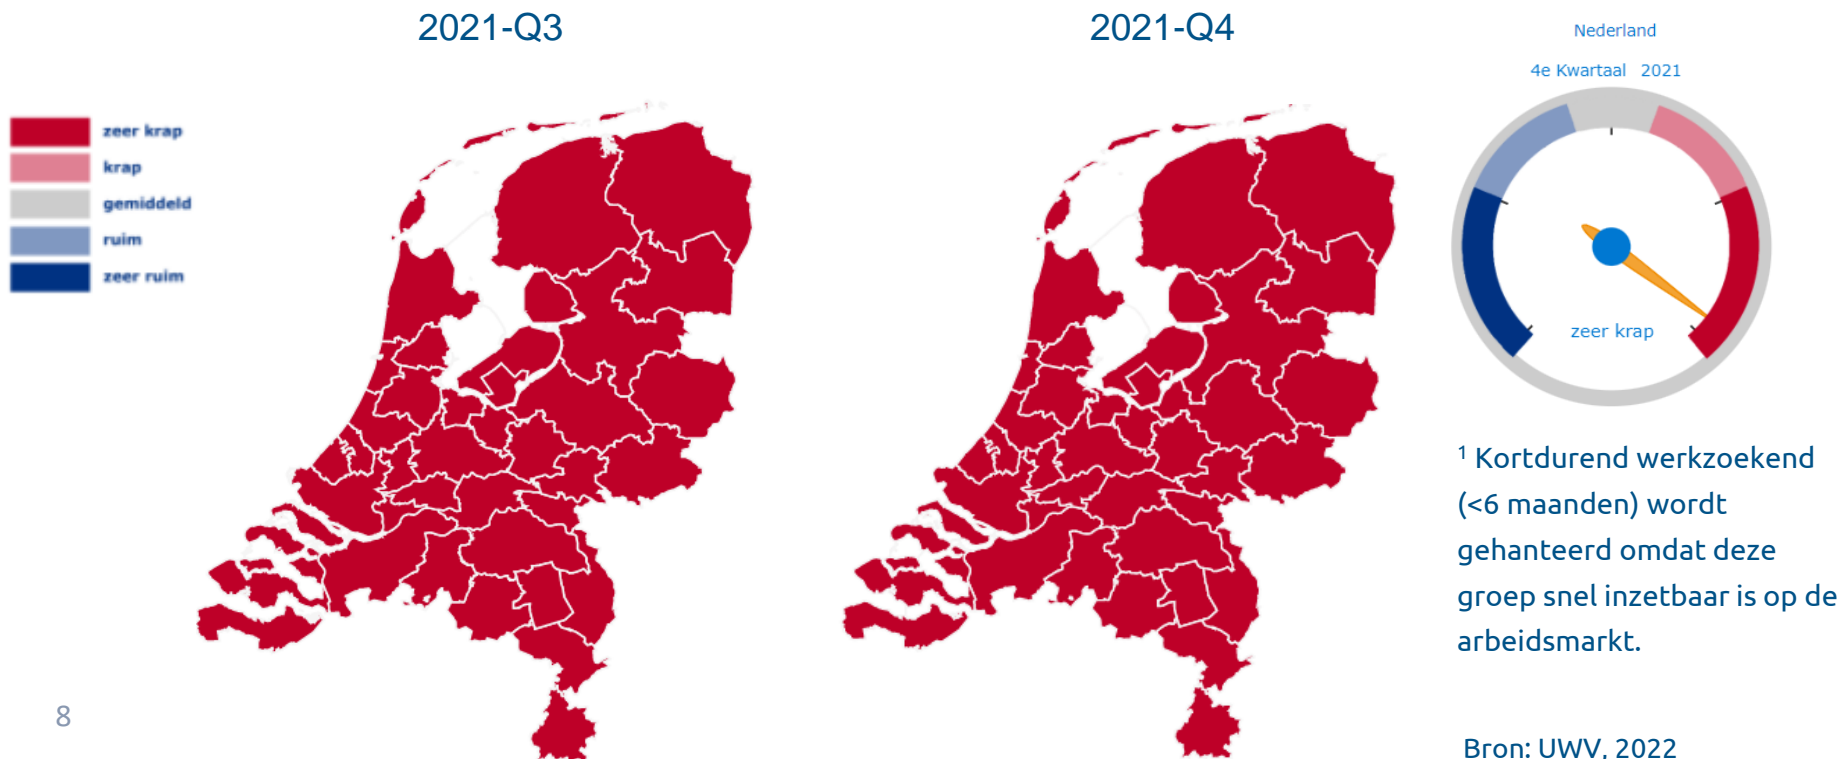 2021-Q3
2021-Q4
zeer krap
krap
gemiddeld
ruim
zeer ruim
Nederland
4e Kwartaal 2021
zeer krap
¹ Kortdurend werkzoekend
(<6 maanden) wordt
gehanteerd omdat deze
groep snel inzetbaar is op de
arbeidsmarkt.
8
Bron: UWV, 2022